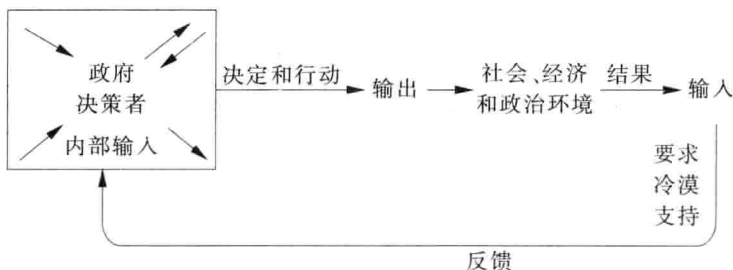 政府
决策者
内部输入
决定和行动
输出
社会、经济
和政治环境
结果
输入
要求
冷漠
支持
反馈